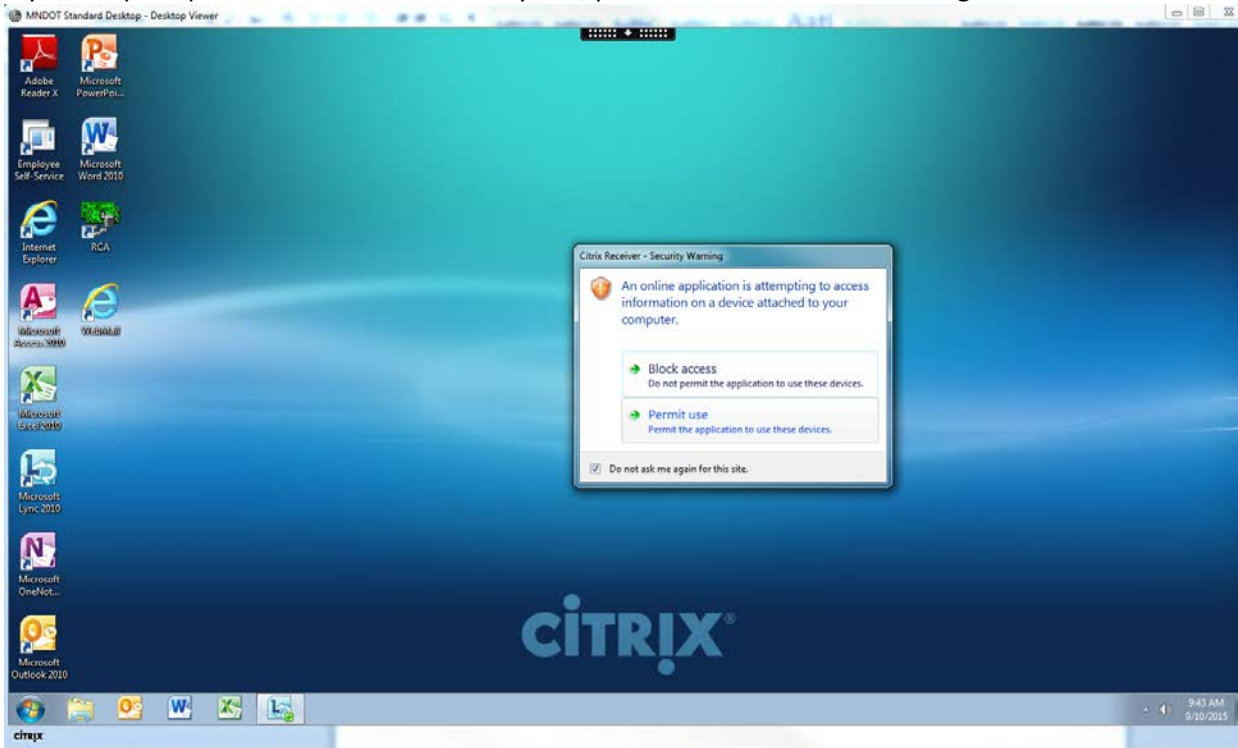 MNDOT Standard Desktop - Desktop Viewer
Adobe
Reader X
Microsoft
PowerPoi...
Employee
Self-Service
Microsoft
Word 2010
Internet
Explorer
RCA
Microsoft
Access 2010
Microsoft
Excel 2010
Microsoft
Lync 2010
Microsoft
OneNot...
Microsoft
Outlook 2010
Citrix Receiver - Security Warning
An online application is attempting to access
information on a device attached to your
computer.
Block access
Do not permit the application to use these devices.
Permit use
Permit the application to use these devices.
Do not ask me again for this site.
CİTRIX®
9:43 AM
9/10/2015
CİTRIX